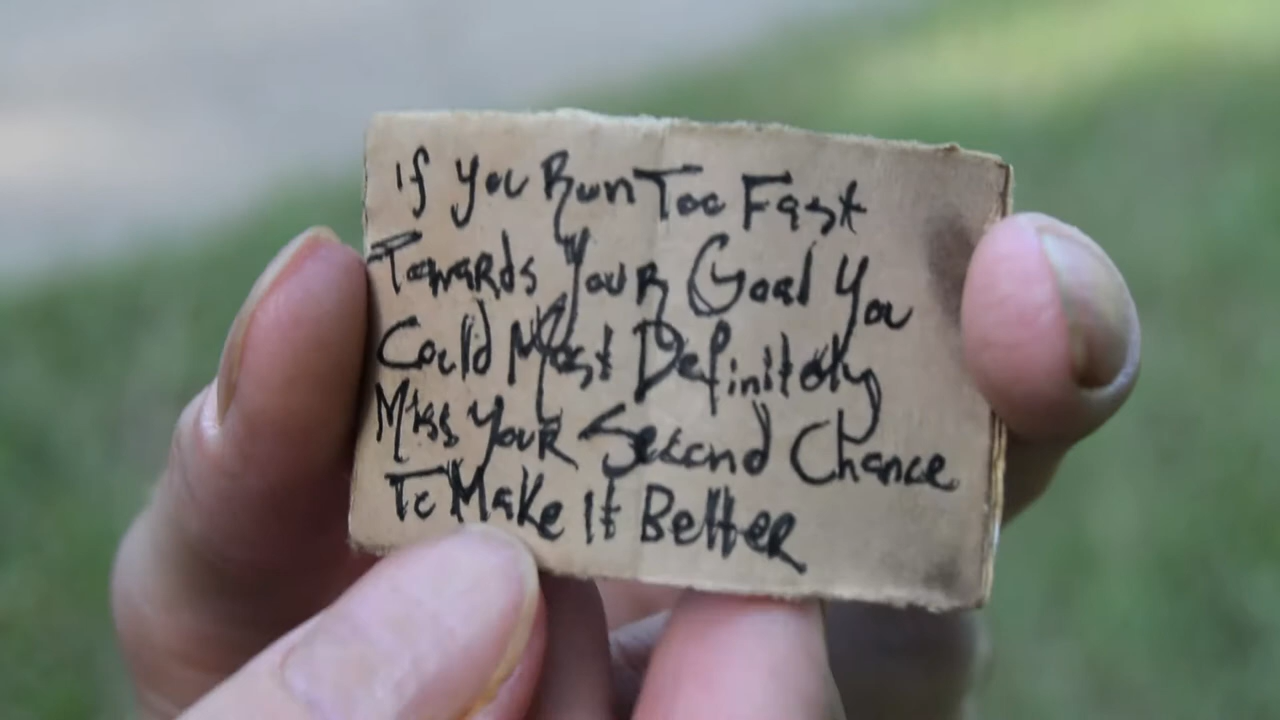 If You Run Too Fast
Towards Your Goal You
Could Most Definitely
Miss Your Second Chance
To Make It Better